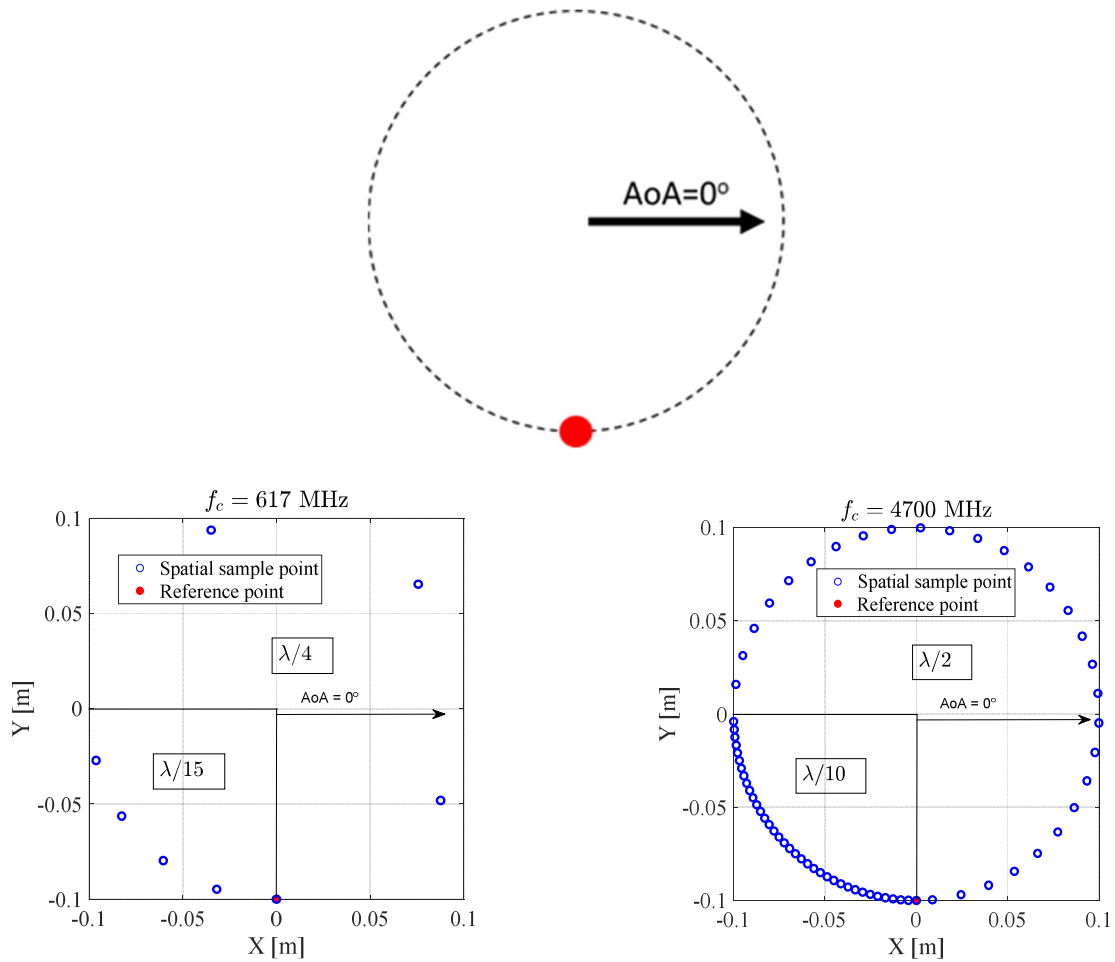 AoA=0°
f_c = 617 MHz
Spatial sample point
Reference point
λ/4
AoA = 0°
λ/15
0.1
0.05
0
-0.05
-0.1
Y [m]
-0.1
-0.05
0
0.05
0.1
X [m]
f_c = 4700 MHz
Spatial sample point
Reference point
λ/2
AoA = 0°
λ/10
0.1
0.05
0
-0.05
-0.1
Y [m]
-0.1
-0.05
0
0.05
0.1
X [m]